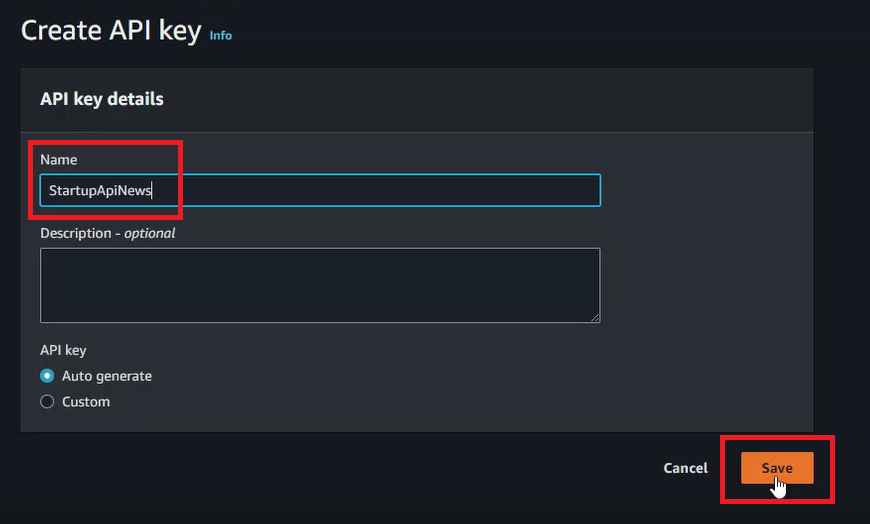 Create API key Info
API key details
Name
StartupApiNews
Description - optional
API key
Auto generate
Custom
Cancel Save